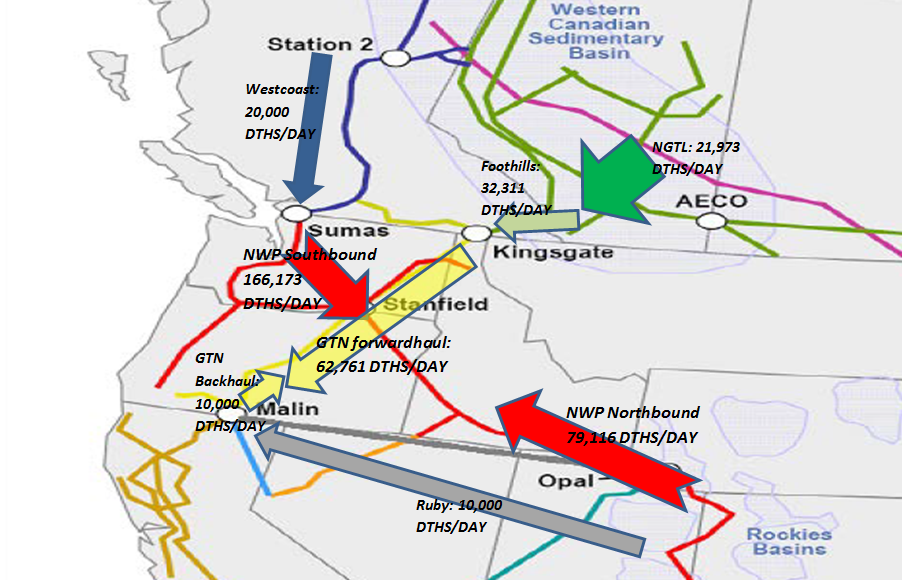 Western
Canadian
Sedimentary
Basin
Station 2
Westcoast:
20,000
DTHS/DAY
NGTL: 21,973
DTHS/DAY
Foothills:
32,311
DTHS/DAY
AECO
Sumas
Kingsgate
NWP Southbound
166,173
DTHS/DAY
Stanfield
GTN forwardhaul:
62,761 DTHS/DAY
GTN
Backhaul:
10,000
DTHS/DAY
Malin
NWP Northbound
79,116 DTHS/DAY
Opal
Ruby: 10,000
DTHS/DAY
Rockies
Basins